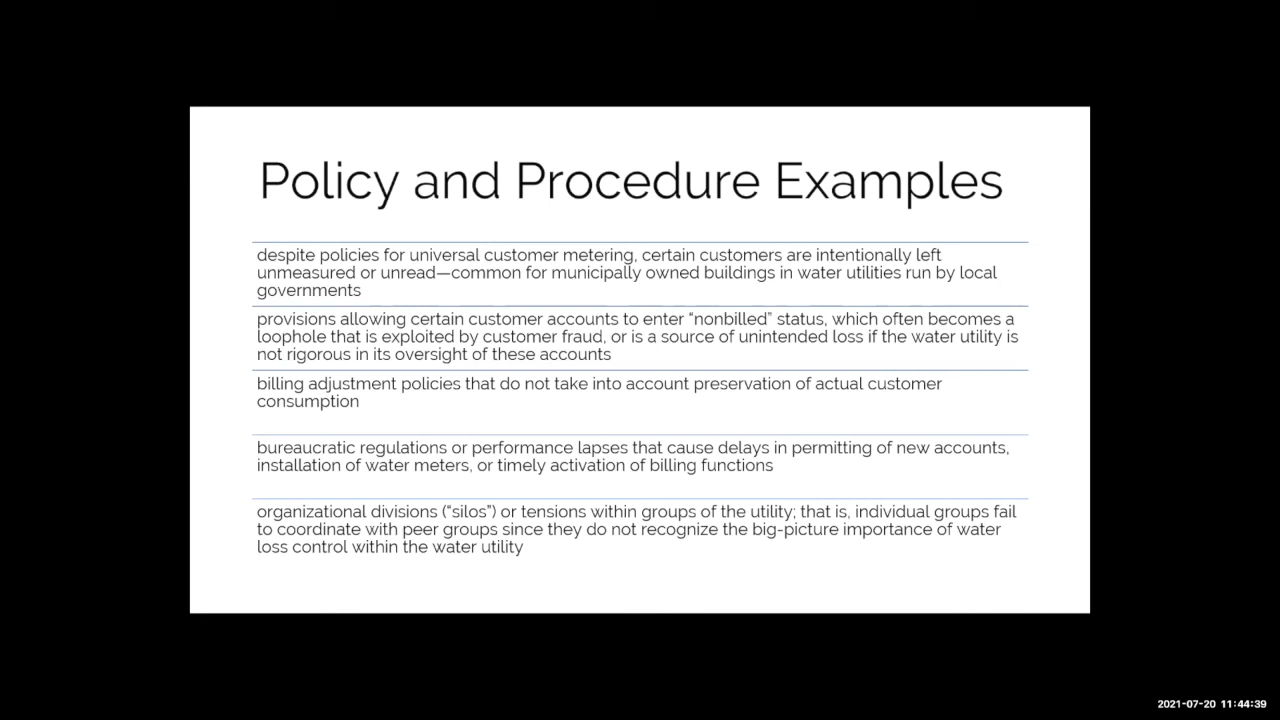 Policy and Procedure Examples
despite policies for universal customer metering, certain customers are intentionally left
unmeasured or unread—common for municipally owned buildings in water utilities run by local
governments
provisions allowing certain customer accounts to enter “nonbilled” status, which often becomes a
loophole that is exploited by customer fraud, or is a source of unintended loss if the water utility is
not rigorous in its oversight of these accounts
billing adjustment policies that do not take into account preservation of actual customer
consumption
bureaucratic regulations or performance lapses that cause delays in permitting of new accounts,
installation of water meters, or timely activation of billing functions
organizational divisions (“silos”) or tensions within groups of the utility; that is, individual groups fail
to coordinate with peer groups since they do not recognize the big-picture importance of water
loss control within the water utility
2021-07-20 11:44:39